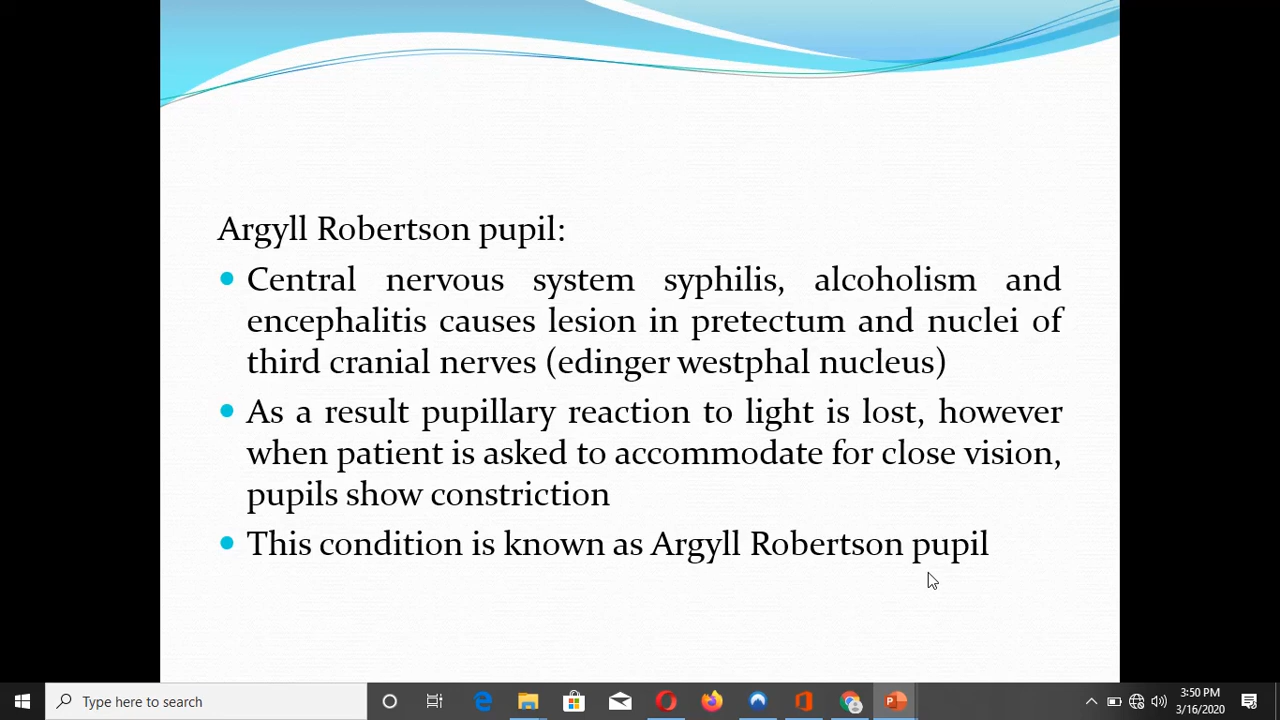 Argyll Robertson pupil:
Central nervous system syphilis, alcoholism and
encephalitis causes lesion in pretectum and nuclei of
third cranial nerves (edinger westphal nucleus)
As a result pupillary reaction to light is lost, however
when patient is asked to accommodate for close vision,
pupils show constriction
This condition is known as Argyll Robertson pupil
Type here to search
3:50 PM
3/16/2020